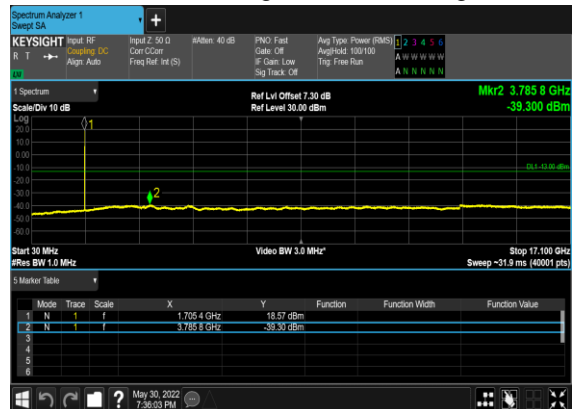 Spectrum Analyzer 1
Swept SA
+
KEYSIGHT Input: RF Input Z: 50 Ω #Atten: 40 dB PNO: Fast Avg Type: Power (RMS) 1 2 3 4 5 6
R T Coupling: DC Corr CCorr Gate: Off Avg|Hold: 100/100 A W W W W W
Align: Auto Freq Ref: Int (S) IF Gain: Low Trig: Free Run
LW Sig Track: Off A N N N N N
1 Spectrum Ref Lvl Offset 7.30 dB Mkr2 3.785 8 GHz
Scale/Div 10 dB Ref Level 30.00 dBm -39.300 dBm
Log
1
20.0
10.0
0.00
-10.0
DL1 -13.00 dBm
-20.0
-30.0
2
-40.0
-50.0
-60.0
Start 30 MHz Video BW 3.0 MHz* Stop 17.100 GHz
#Res BW 1.0 MHz Sweep ~31.9 ms (40001 pts)
5 Marker Table
Mode Trace Scale X Y Function Function Width Function Value
1 N 1 f 1.705 4 GHz 18.57 dBm
2 N 1 f 3.785 8 GHz -39.30 dBm
3
4
5
6
? May 30, 2022
7:36:03 PM